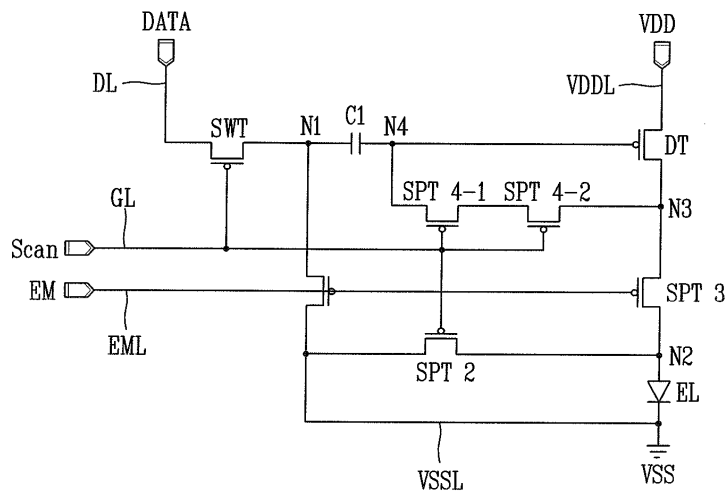 DATA
VDD
DL
VDDL
SWT
N1
C1
N4
DT
GL
SPT 4-1
SPT 4-2
N3
Scan
EM
SPT 3
EML
SPT 2
N2
EL
VSSL
VSS